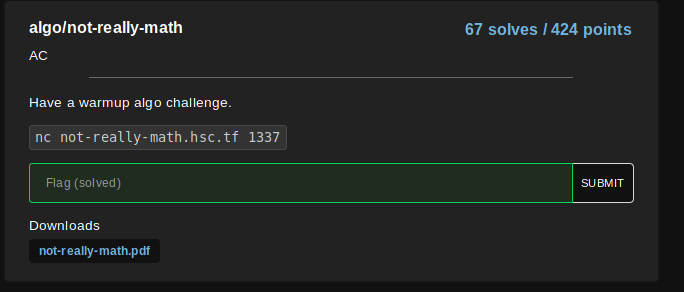 algo/not-really-math
67 solves / 424 points
AC
Have a warmup algo challenge.
nc not-really-math.hsc.tf 1337
Flag (solved)
SUBMIT
Downloads
not-really-math.pdf